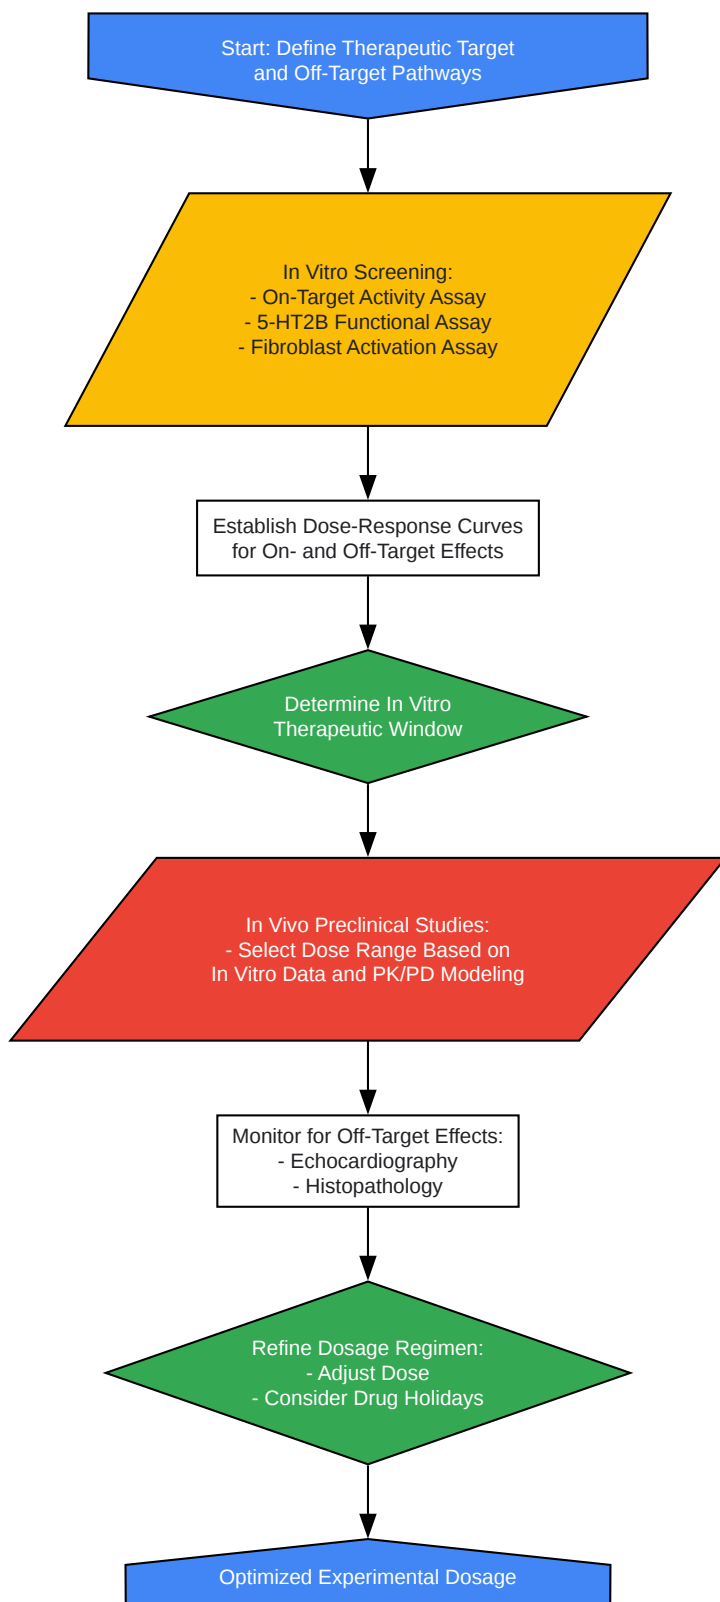 Start: Define Therapeutic Target
and Off-Target Pathways
In Vitro Screening:
- On-Target Activity Assay
- 5-HT2B Functional Assay
- Fibroblast Activation Assay
Establish Dose-Response Curves
for On- and Off-Target Effects
Determine In Vitro
Therapeutic Window
In Vivo Preclinical Studies:
- Select Dose Range Based on
In Vitro Data and PK/PD Modeling
Monitor for Off-Target Effects:
- Echocardiography
- Histopathology
Refine Dosage Regimen:
- Adjust Dose
- Consider Drug Holidays
Optimized Experimental Dosage